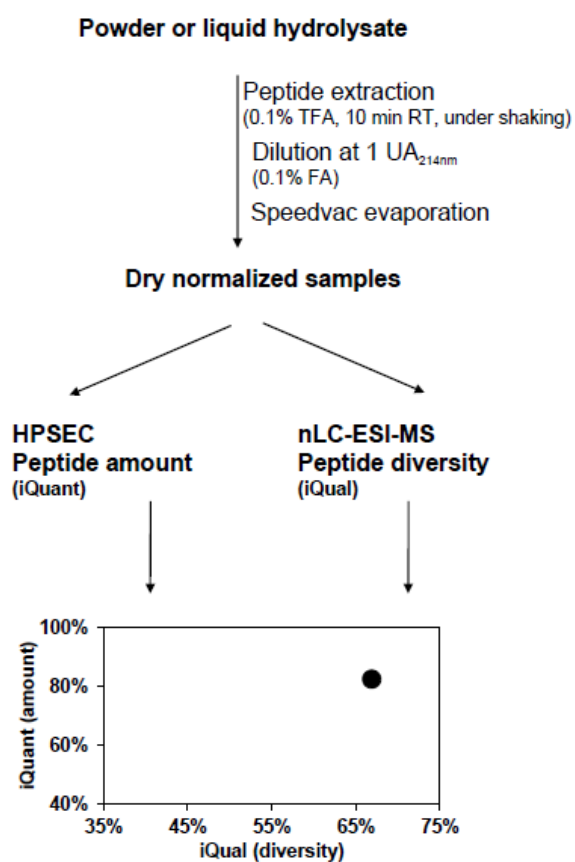 Powder or liquid hydrolysate
Peptide extraction
(0.1% TFA, 10 min RT, under shaking)
Dilution at 1 UA214nm
(0.1% FA)
Speedvac evaporation
Dry normalized samples
HPSEC
Peptide amount
(iQuant)
nLC-ESI-MS
Peptide diversity
(iQual)
iQuant (amount)
100%
80%
60%
40%
35% 45% 55% 65% 75%
iQual (diversity)